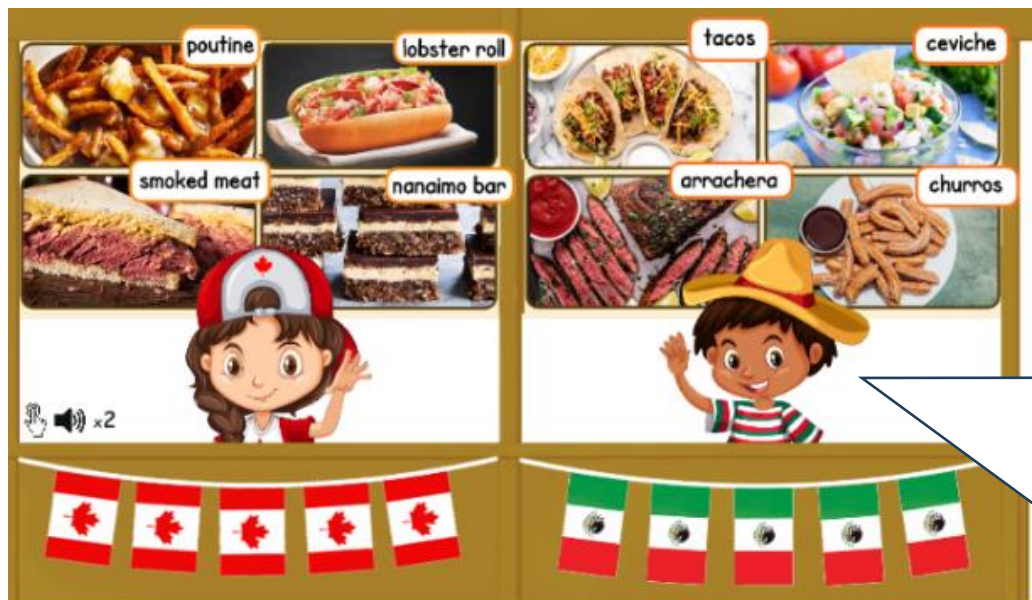 poutine
lobster roll
smoked meat
nanaimo bar
x2
tacos
ceviche
arrachera
churros